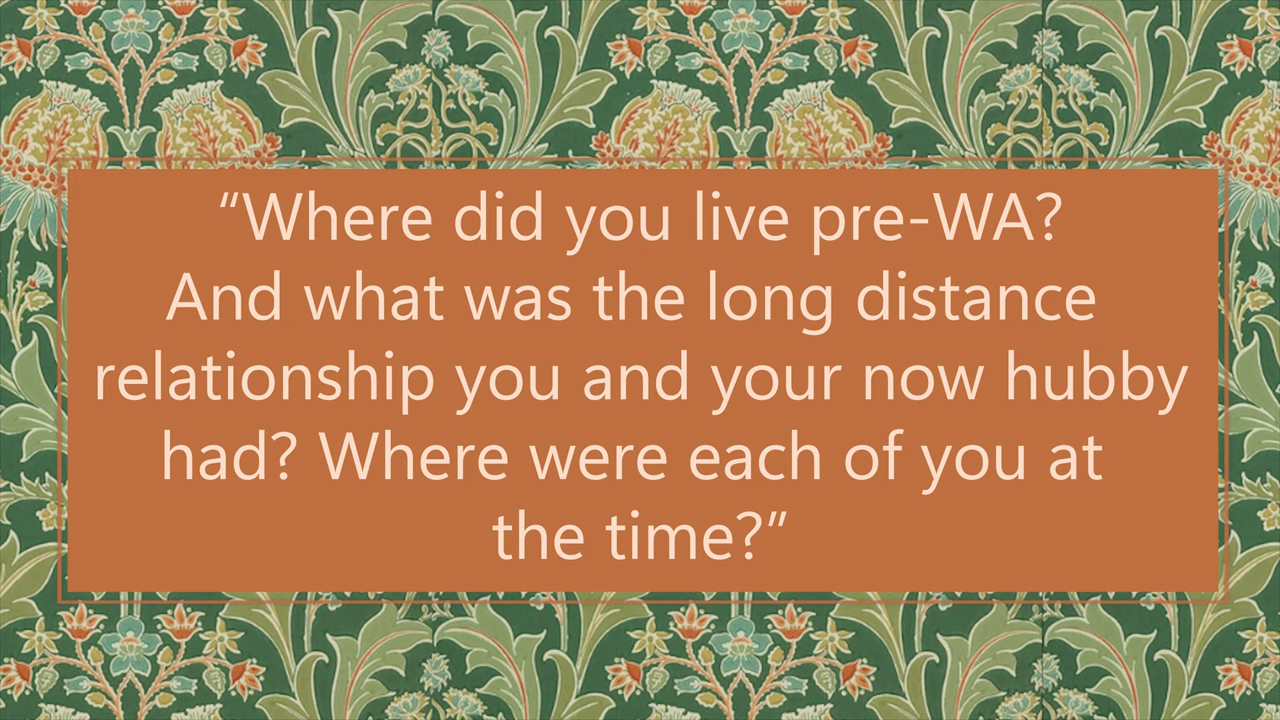 “Where did you live pre-WA?
And what was the long distance
relationship you and your now hubby
had? Where were each of you at
the time?”